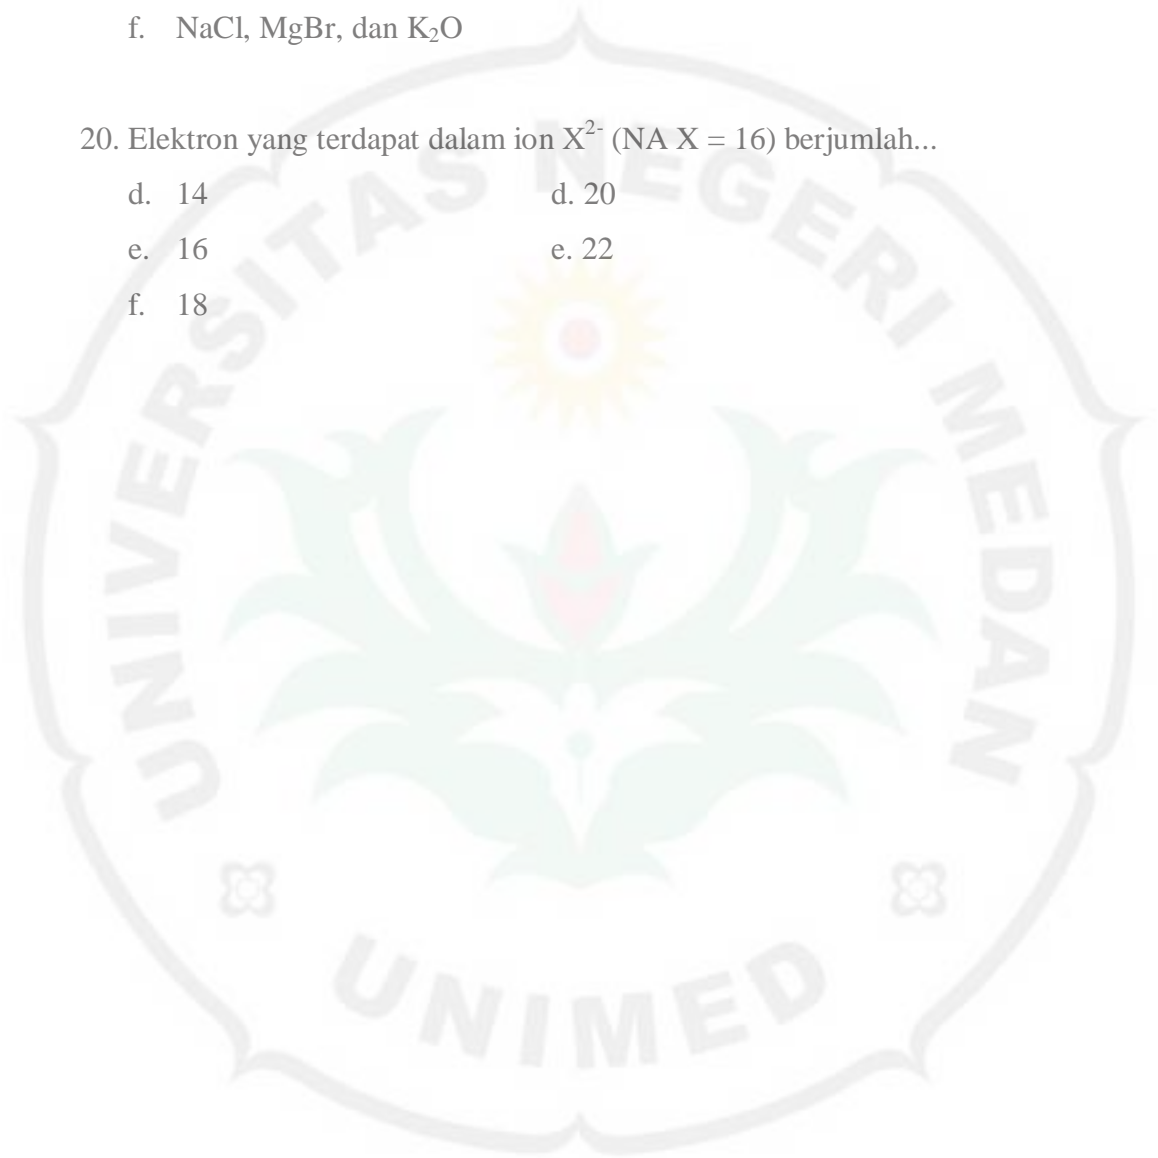 f. NaCl, MgBr, dan K₂O
20. Elektron yang terdapat dalam ion X²⁻ (NA X = 16) berjumlah...
d. 14 d. 20
e. 16 e. 22
f. 18
UNIVERSITAS NEGERI MEDAN
UNIMED